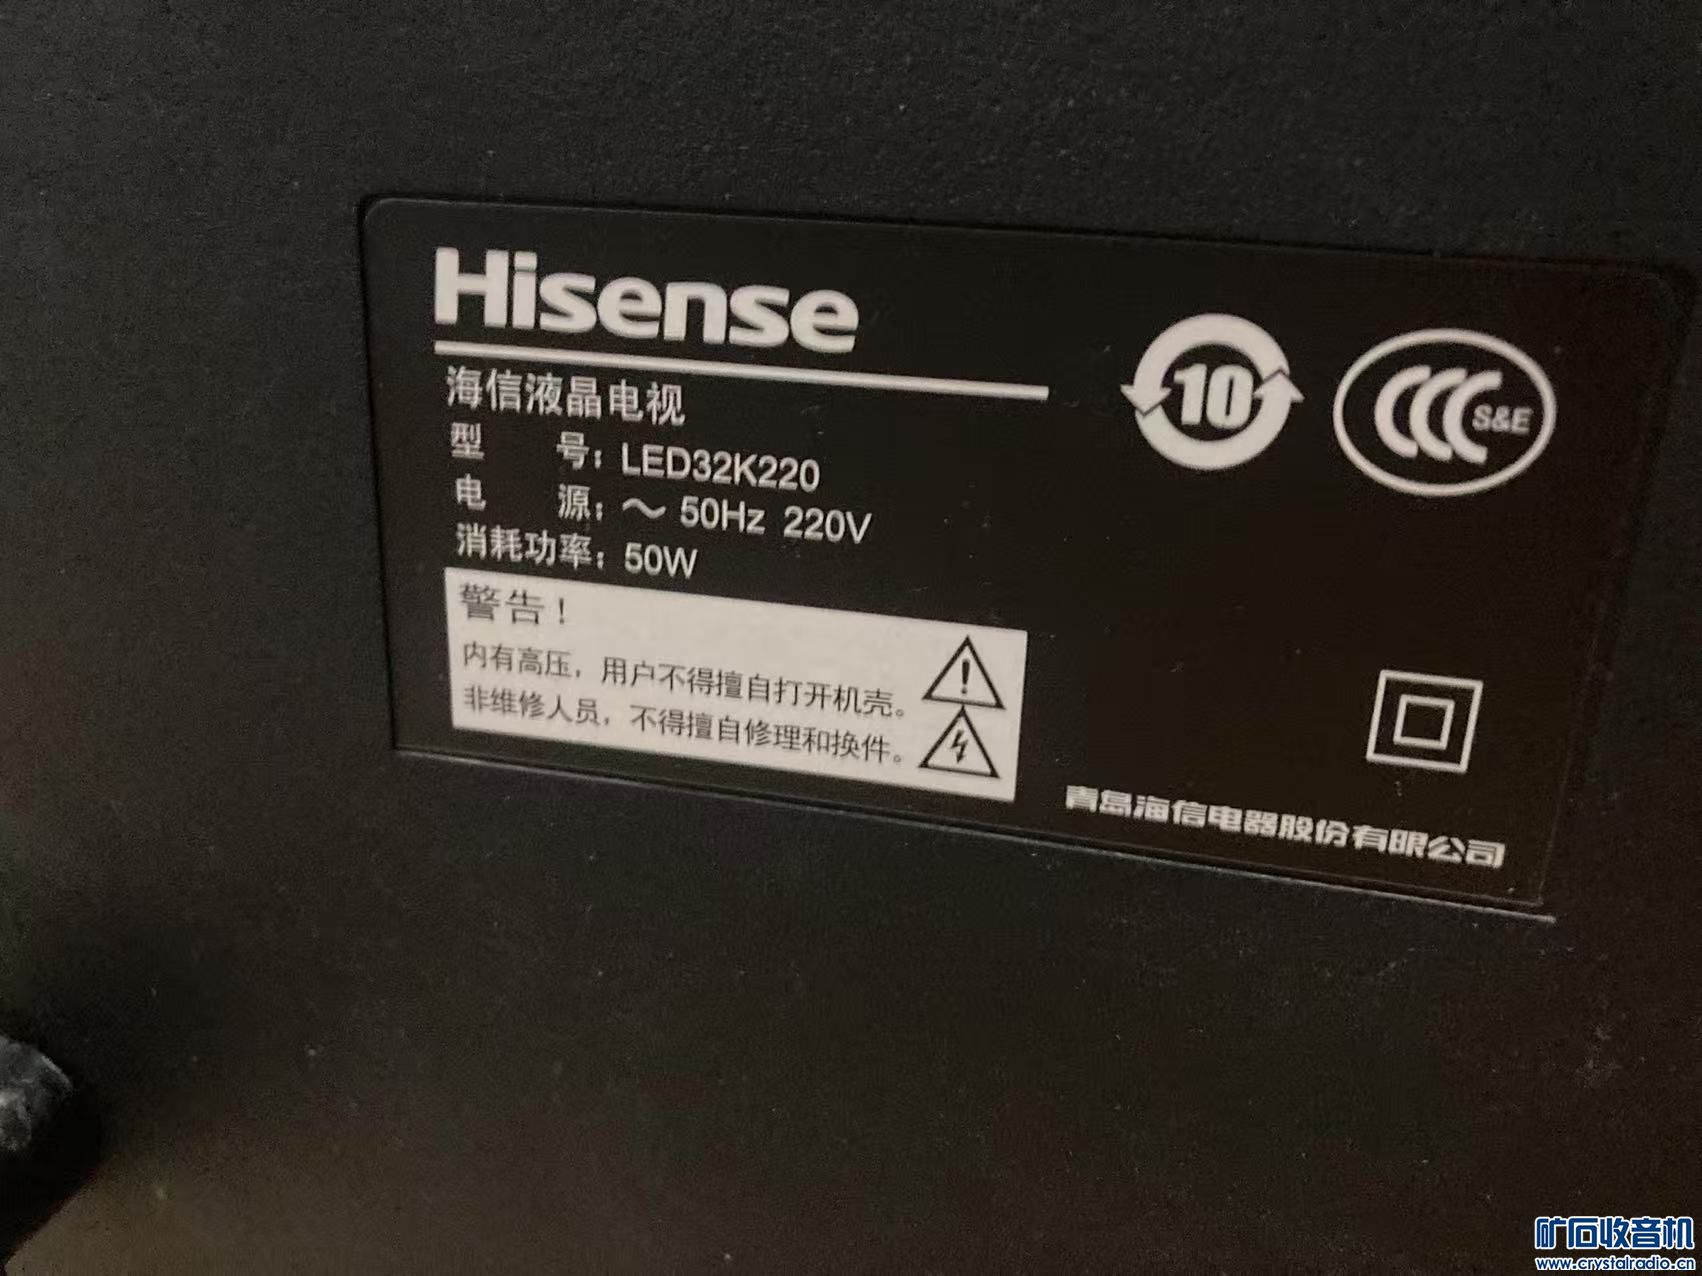 Hisense
海信液晶电视
型 号：LED32K220
电 源：～ 50Hz 220V
消耗功率：50W
警告！
内有高压，用户不得擅自打开机壳。
非维修人员，不得擅自修理和换件。
10
CCC S&E
青岛海信电器股份有限公司
矿石收音机
www.crystalradio.cn